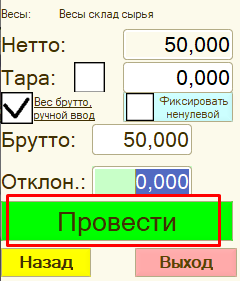 Весы: Весы склад сырья
Нетто: 50,000
Тара: 0,000
Вес брутто, ручной ввод
Фиксировать ненулевой
Брутто: 50,000
Отклон.: 0,000
Провести
Назад Выход